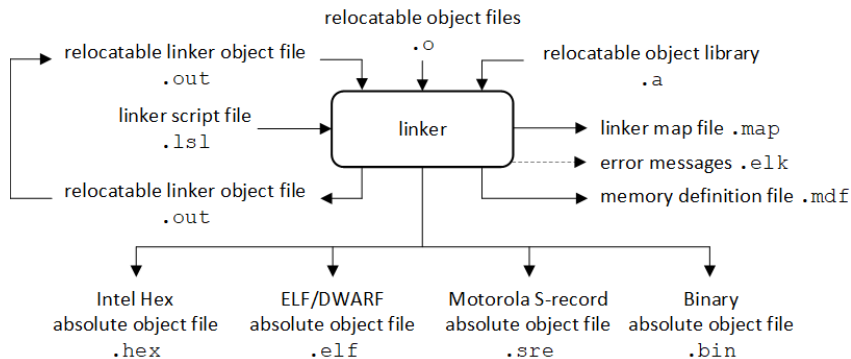 relocatable object files
.o
relocatable linker object file
.out
relocatable object library
.a
linker script file
.lsl
linker
linker map file .map
error messages .elk
relocatable linker object file
.out
memory definition file .mdf
Intel Hex
absolute object file
.hex
ELF/DWARF
absolute object file
.elf
Motorola S-record
absolute object file
.sre
Binary
absolute object file
.bin